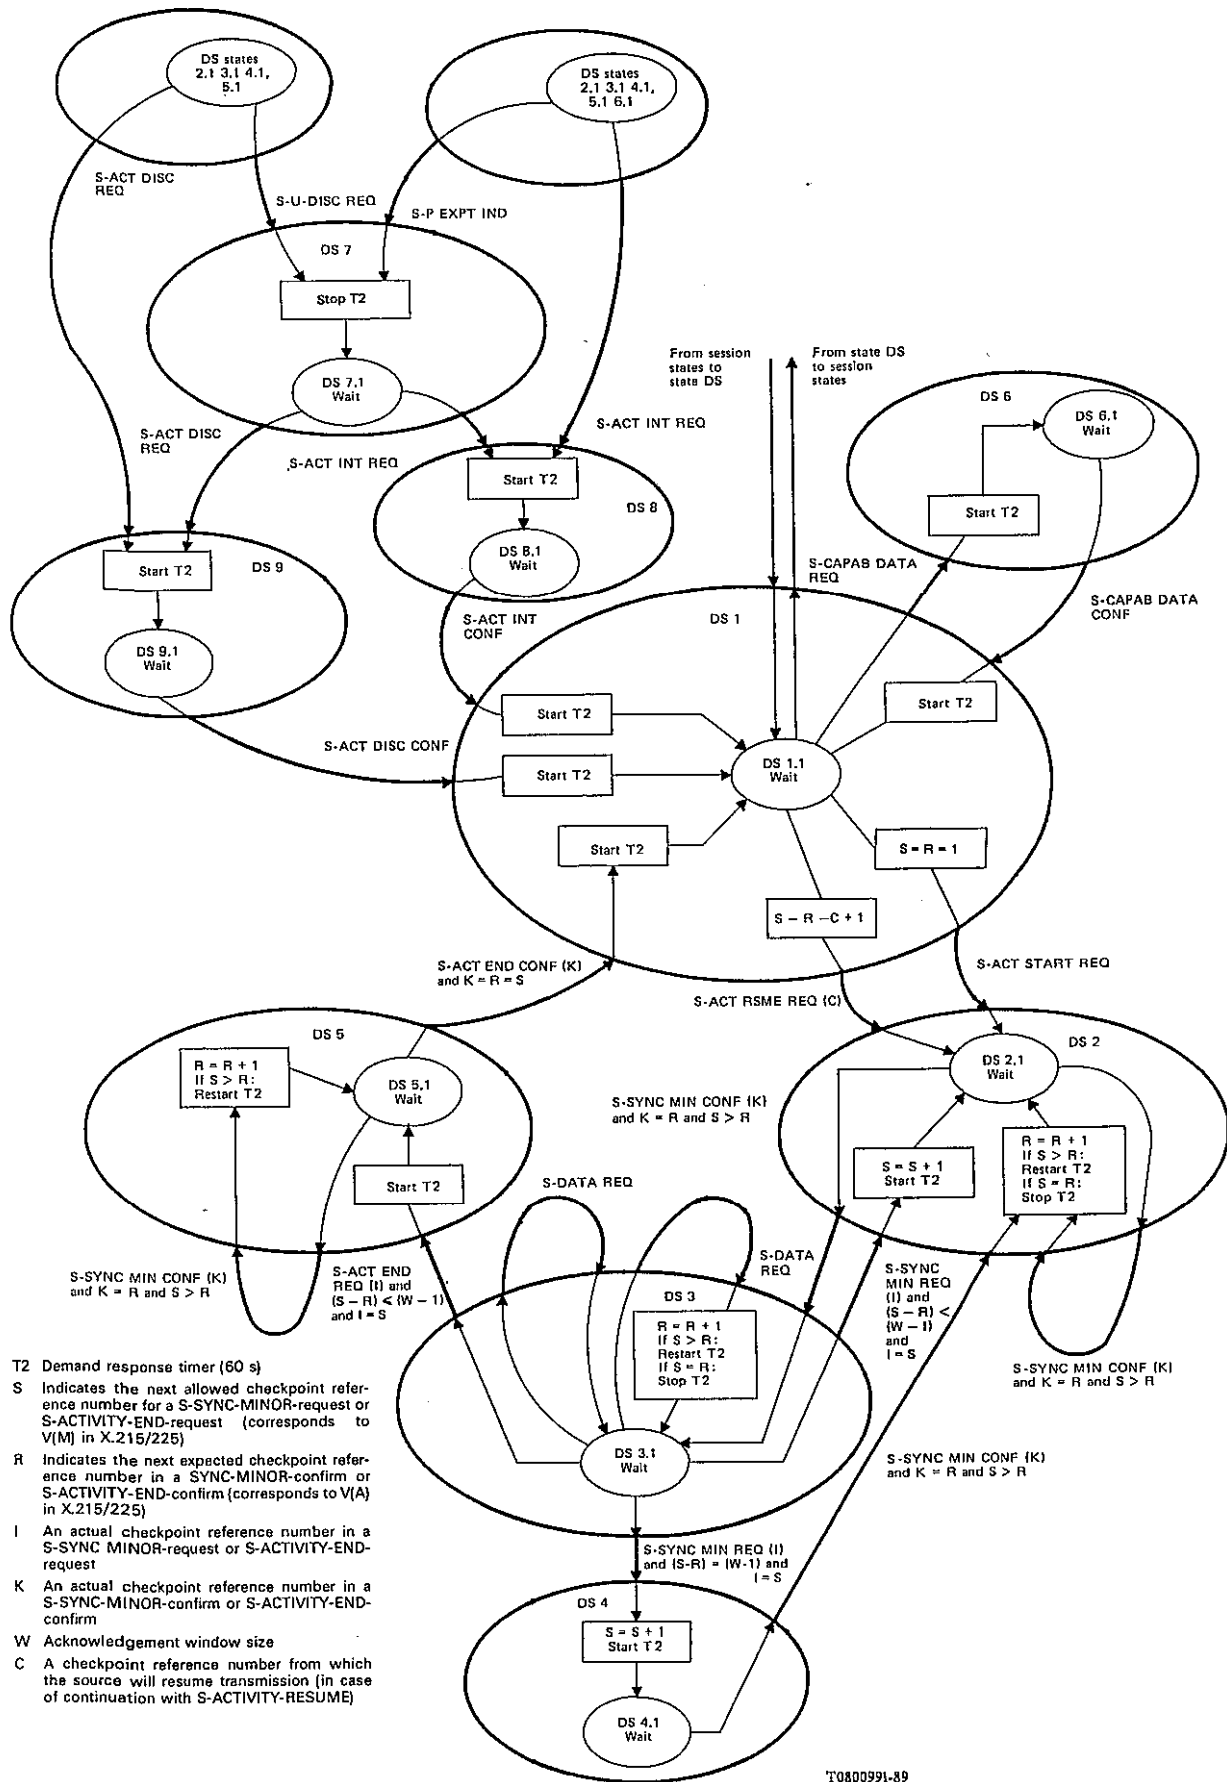 DS states
2.1 3.1 4.1,
5.1
DS states
2.1 3.1 4.1,
5.1 6.1
S-ACT DISC
REQ
S-U-DISC REQ
S-P EXPT IND
DS 7
Stop T2
DS 7.1
Wait
From session
states to
state DS
From state DS
to session
states
DS 6
DS 6.1
Wait
Start T2
S-ACT DISC
REQ
S-ACT INT REQ
S-ACT INT REQ
Start T2
DS 8
DS 8.1
Wait
Start T2
DS 9
DS 9.1
Wait
S-CAPAB DATA
REQ
S-CAPAB DATA
CONF
S-ACT INT
CONF
DS 1
Start T2
Start T2
S-ACT DISC CONF
Start T2
DS 1.1
Wait
Start T2
S = R = 1
S – R – C + 1
S-ACT END CONF (K)
and K = R = S
S-ACT RSME REQ (C)
S-ACT START REQ
DS 5
R = R + 1
If S > R:
Restart T2
DS 5.1
Wait
Start T2
DS 2
DS 2.1
Wait
S-SYNC MIN CONF (K)
and K = R and S > R
S = S + 1
Start T2
R = R + 1
If S > R:
Restart T2
If S = R:
Stop T2
S-DATA REQ
S-SYNC MIN CONF (K)
and K = R and S > R
S-ACT END
REQ (I) and
(S – R) < (W – 1)
and I = S
S-DATA
REQ
S-SYNC
MIN REQ
(I) and
(S – R) <
(W – I)
and
I = S
S-SYNC MIN CONF (K)
and K = R and S > R
DS 3
R = R + 1
If S > R:
Restart T2
If S = R:
Stop T2
DS 3.1
Wait
S-SYNC MIN CONF (K)
and K = R and S > R
S-SYNC MIN REQ (I)
and (S-R) = (W-1) and
I = S
DS 4
S = S + 1
Start T2
DS 4.1
Wait
T2 Demand response timer (60 s)
S Indicates the next allowed checkpoint refer-
ence number for a S-SYNC-MINOR-request or
S-ACTIVITY-END-request (corresponds to
V(M) in X.215/225)
R Indicates the next expected checkpoint refer-
ence number in a SYNC-MINOR-confirm or
S-ACTIVITY-END-confirm (corresponds to V(A)
in X.215/225)
I An actual checkpoint reference number in a
S-SYNC MINOR-request or S-ACTIVITY-END-
request
K An actual checkpoint reference number in a
S-SYNC-MINOR-confirm or S-ACTIVITY-END-
confirm
W Acknowledgement window size
C A checkpoint reference number from which
the source will resume transmission (in case
of continuation with S-ACTIVITY-RESUME)
T0800991-89